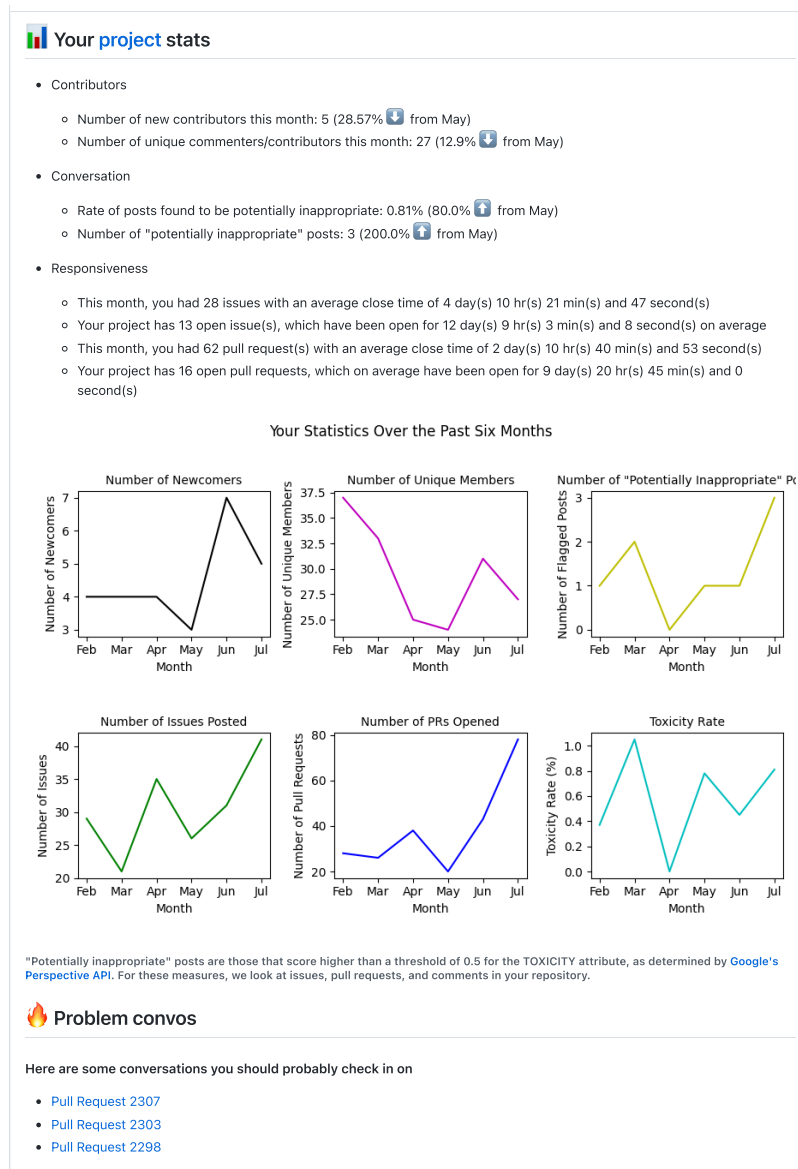 Your project stats
Contributors
Number of new contributors this month: 5 (28.57% from May)
Number of unique commenters/contributors this month: 27 (12.9% from May)
Conversation
Rate of posts found to be potentially inappropriate: 0.81% (80.0% from May)
Number of "potentially inappropriate" posts: 3 (200.0% from May)
Responsiveness
This month, you had 28 issues with an average close time of 4 day(s) 10 hr(s) 21 min(s) and 47 second(s)
Your project has 13 open issue(s), which have been open for 12 day(s) 9 hr(s) 3 min(s) and 8 second(s) on average
This month, you had 62 pull request(s) with an average close time of 2 day(s) 10 hr(s) 40 min(s) and 53 second(s)
Your project has 16 open pull requests, which on average have been open for 9 day(s) 20 hr(s) 45 min(s) and 0
second(s)
Your Statistics Over the Past Six Months
Number of Newcomers
Number of Newcomers
7
6
5
4
3
Feb Mar Apr May Jun Jul
Month
Number of Unique Members
Number of Unique Members
37.5
35.0
32.5
30.0
27.5
25.0
Feb Mar Apr May Jun Jul
Month
Number of "Potentially Inappropriate" Po
Number of Flagged Posts
3
2
1
0
Feb Mar Apr May Jun Jul
Month
Number of Issues Posted
Number of Issues
40
35
30
25
20
Feb Mar Apr May Jun Jul
Month
Number of PRs Opened
Number of Pull Requests
80
60
40
20
Feb Mar Apr May Jun Jul
Month
Toxicity Rate
Toxicity Rate (%)
1.0
0.8
0.6
0.4
0.2
0.0
Feb Mar Apr May Jun Jul
Month
"Potentially inappropriate" posts are those that score higher than a threshold of 0.5 for the TOXICITY attribute, as determined by Google's
Perspective API. For these measures, we look at issues, pull requests, and comments in your repository.
Problem convos
Here are some conversations you should probably check in on
Pull Request 2307
Pull Request 2303
Pull Request 2298